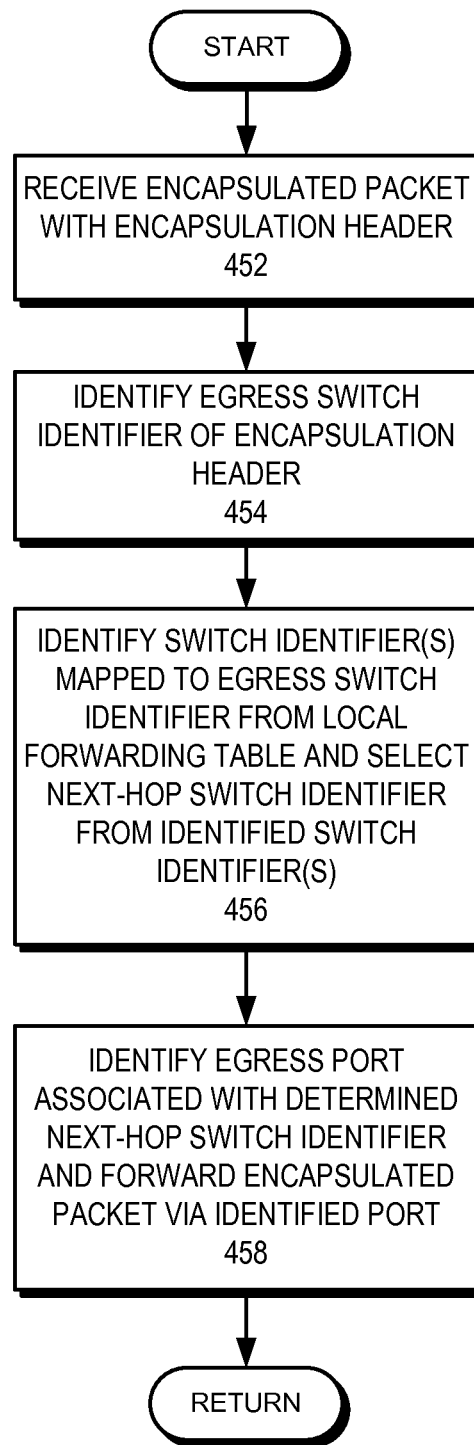 START
RECEIVE ENCAPSULATED PACKET
WITH ENCAPSULATION HEADER
452
IDENTIFY EGRESS SWITCH
IDENTIFIER OF ENCAPSULATION
HEADER
454
IDENTIFY SWITCH IDENTIFIER(S)
MAPPED TO EGRESS SWITCH
IDENTIFIER FROM LOCAL
FORWARDING TABLE AND SELECT
NEXT-HOP SWITCH IDENTIFIER
FROM IDENTIFIED SWITCH
IDENTIFIER(S)
456
IDENTIFY EGRESS PORT
ASSOCIATED WITH DETERMINED
NEXT-HOP SWITCH IDENTIFIER
AND FORWARD ENCAPSULATED
PACKET VIA IDENTIFIED PORT
458
RETURN